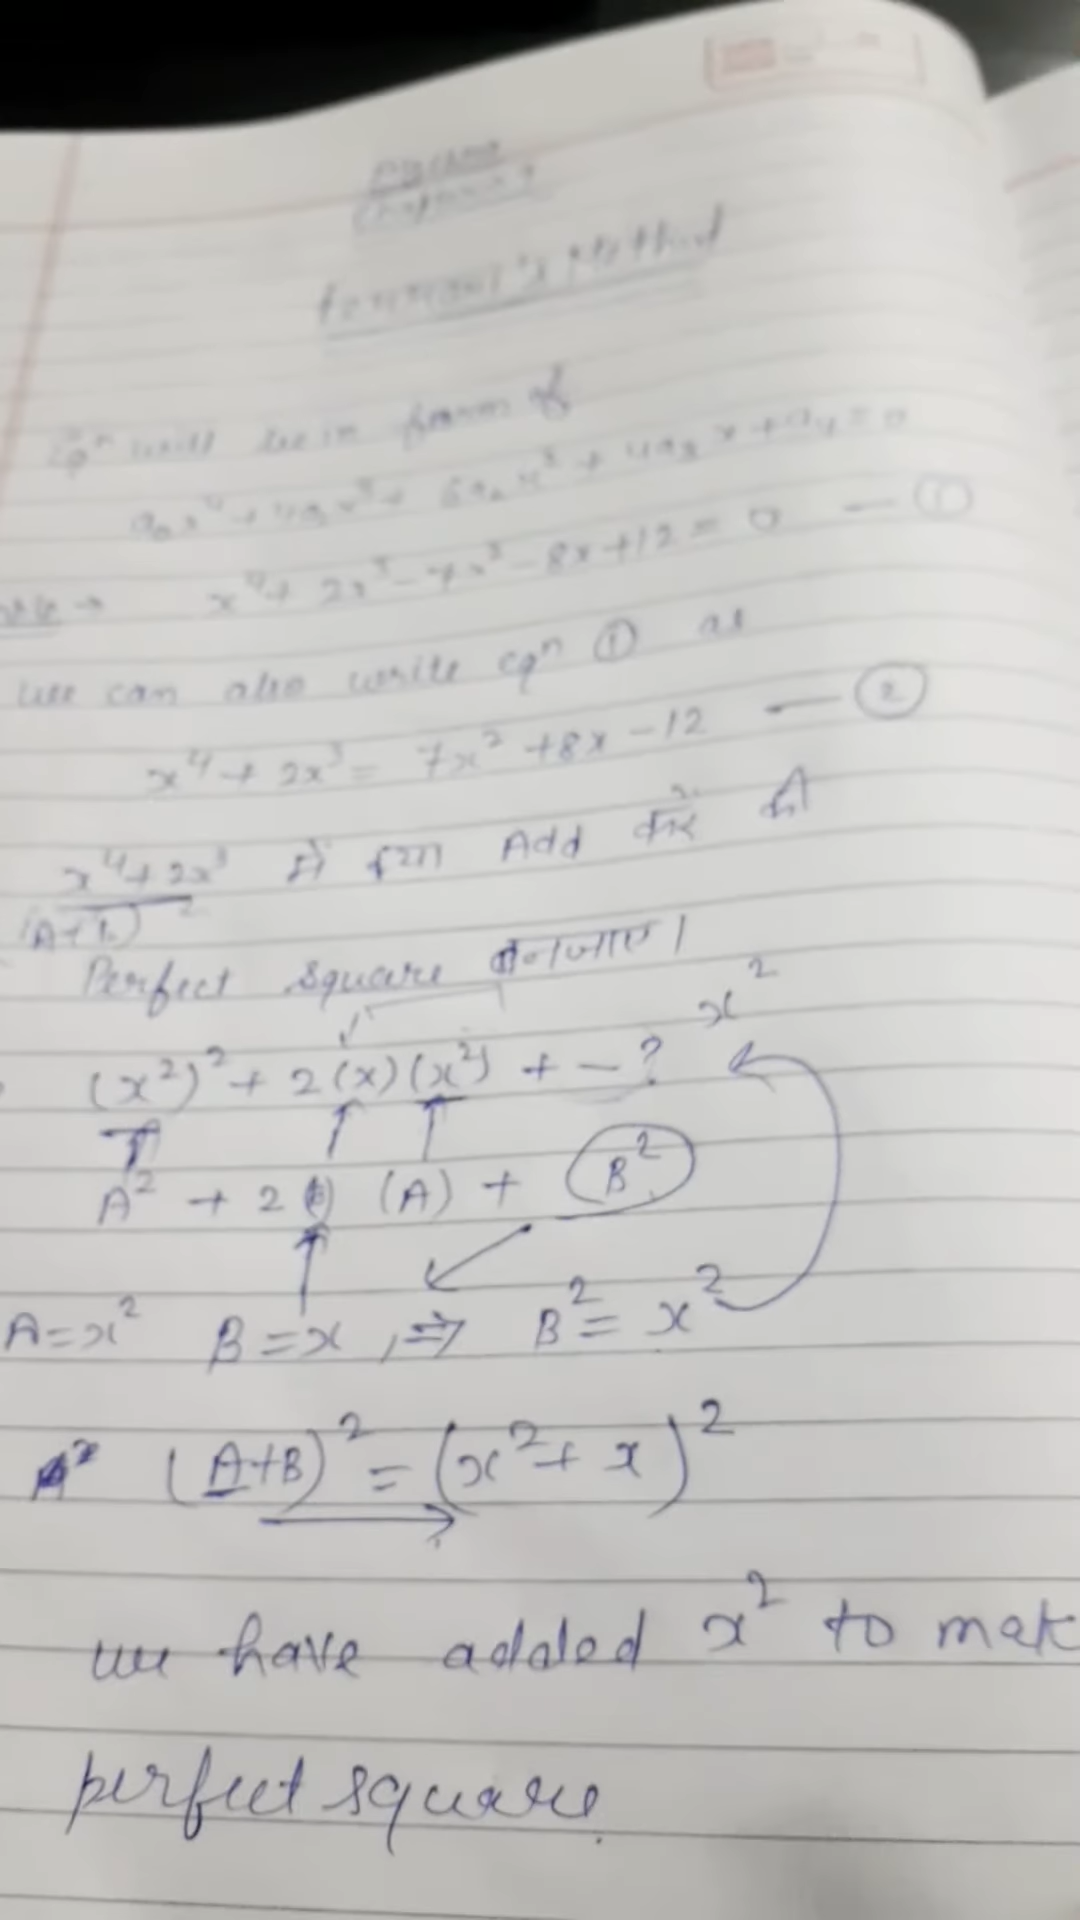 Method
Eqⁿ will be in form of
a₀x⁴ + 4a₁x³ + 6a₂x² + 4a₃x + a₄ = 0
x⁴ + 2x³ - 7x² - 8x + 12 = 0 — ①
we can also write eqⁿ ① as
x⁴ + 2x³ = 7x² + 8x - 12 — ②
x⁴ + 2x³ में क्या Add करें की
(A+B)²
Perfect square बनजाए।
(x²)² + 2(x)(x²) + - ? x²
A² + 2(B) (A) + B²
A = x² B = x , ⇒ B² = x²
(A+B)² = (x² + x)²
we have added x² to mak
perfect square.